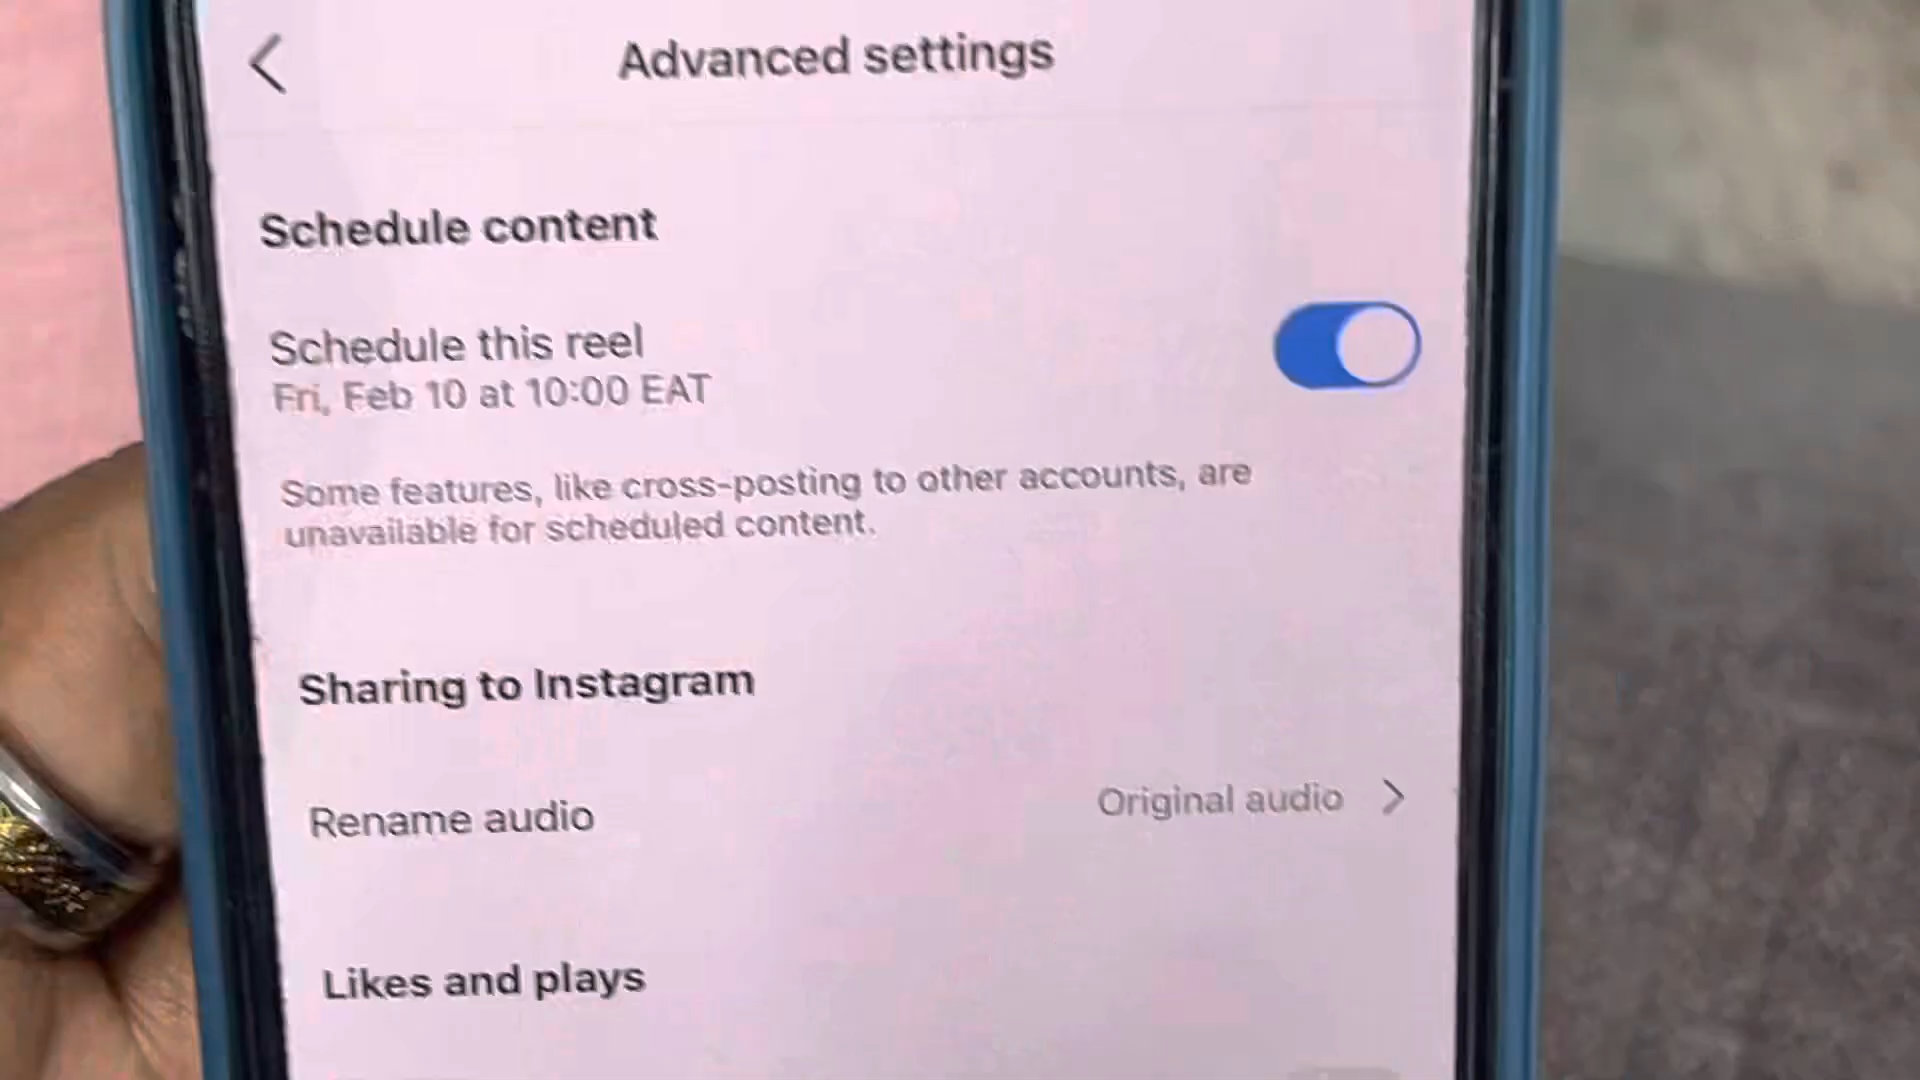 Advanced settings
Schedule content
Schedule this reel
Fri, Feb 10 at 10:00 EAT
Some features, like cross-posting to other accounts, are
unavailable for scheduled content.
Sharing to Instagram
Rename audio Original audio
Likes and plays